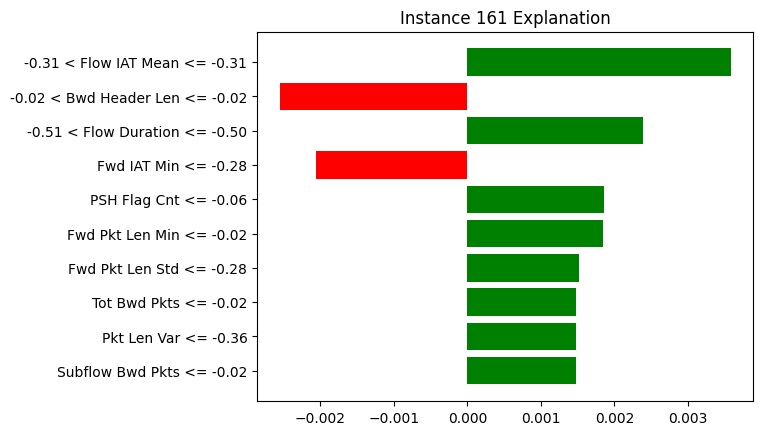 Instance 161 Explanation
-0.31 < Flow IAT Mean <= -0.31
-0.02 < Bwd Header Len <= -0.02
-0.51 < Flow Duration <= -0.50
Fwd IAT Min <= -0.28
PSH Flag Cnt <= -0.06
Fwd Pkt Len Min <= -0.02
Fwd Pkt Len Std <= -0.28
Tot Bwd Pkts <= -0.02
Pkt Len Var <= -0.36
Subflow Bwd Pkts <= -0.02
−0.002 −0.001 0.000 0.001 0.002 0.003